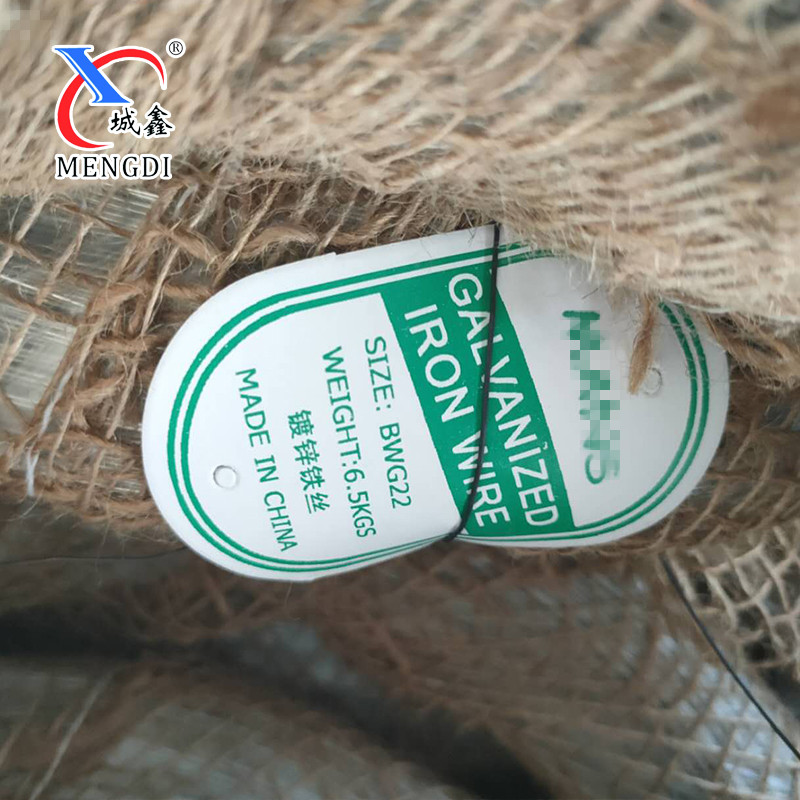 城鑫®
MENGDI
GALVANIZED
IRON WIRE
SIZE: BWG22
WEIGHT:6.5KGS
镀锌铁丝
MADE IN CHINA